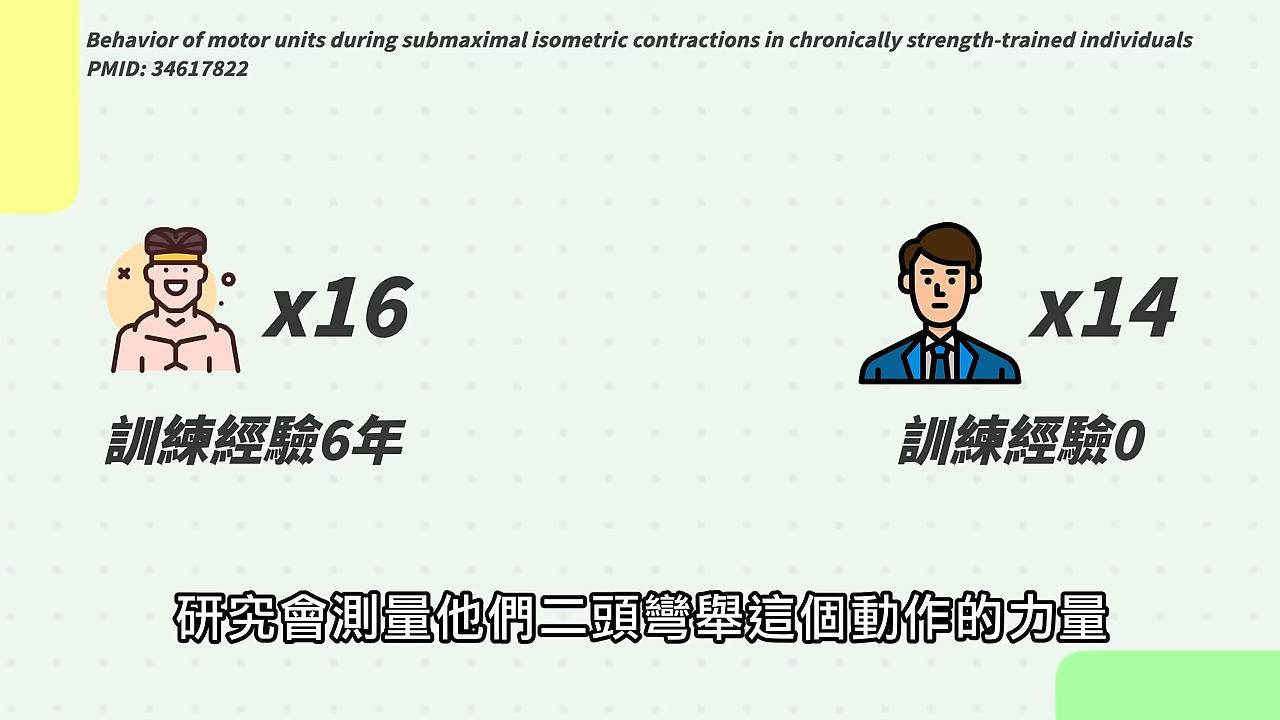 Behavior of motor units during submaximal isometric contractions in chronically strength-trained individuals
PMID: 34617822
x16
x14
訓練經驗6年
訓練經驗0
研究會測量他們二頭彎舉這個動作的力量